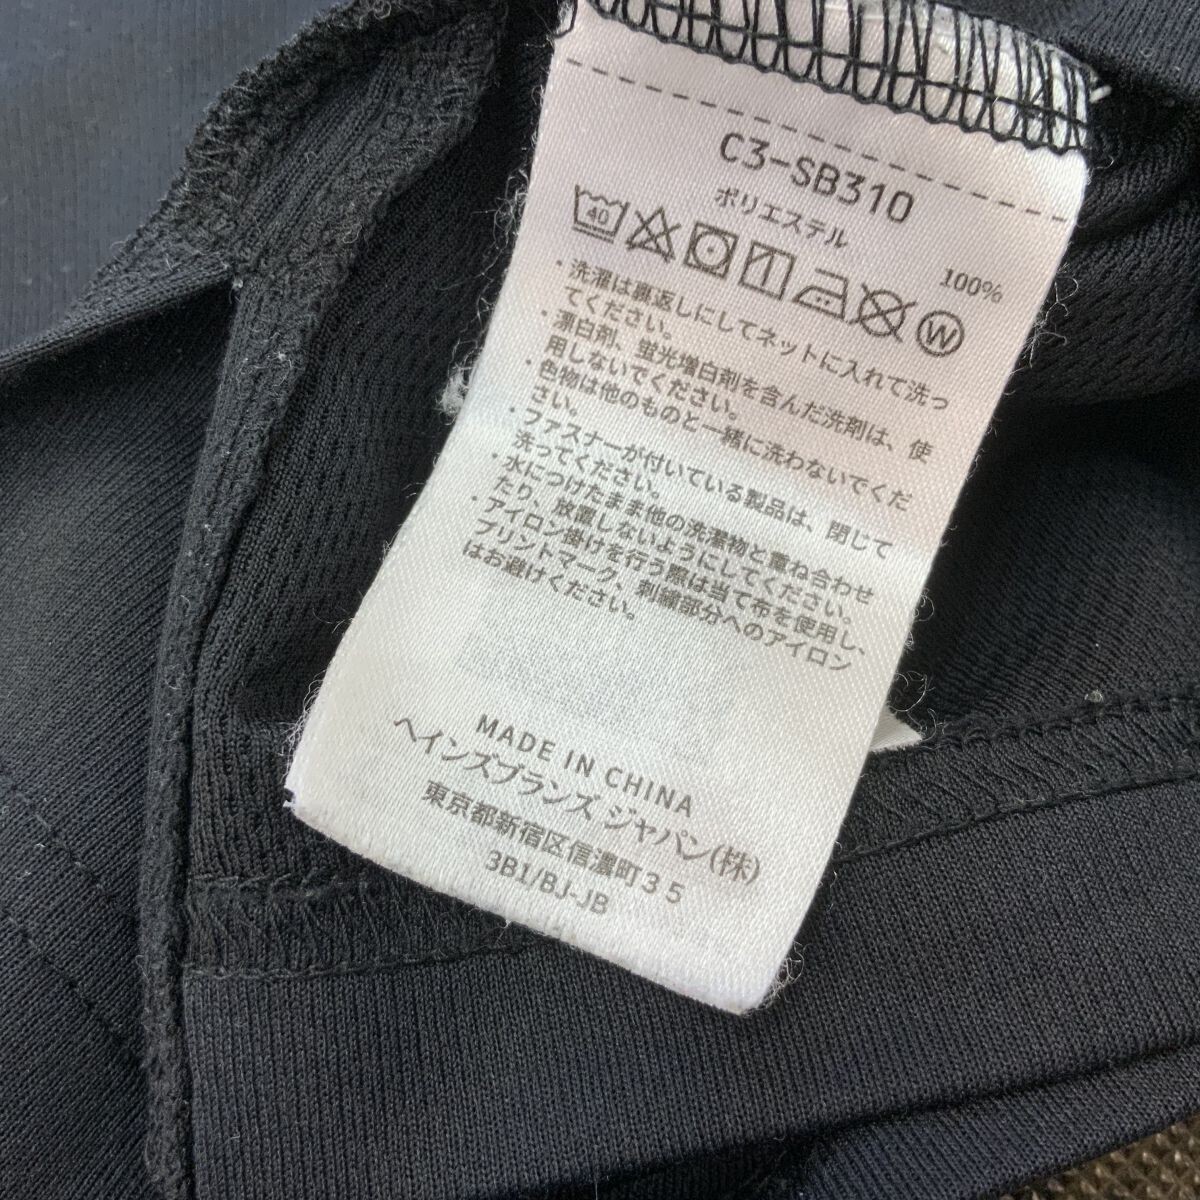 C3-SB310
ポリエステル
100%
40
W
・洗濯は裏返しにしてネットに入れて洗っ
てください。
・漂白剤、蛍光増白剤を含んだ洗剤は、使
用しないでください。
・色物は他のものと一緒に洗わないでくだ
さい。
・ファスナーが付いている製品は、閉じて
洗ってください。
・水につけたまま他の洗濯物と重ね合わせ
たり、放置しないようにしてください。
・アイロン掛けを行う際は当て布を使用し、
プリントマーク、刺繍部分へのアイロン
はお避けください。
MADE IN CHINA
ヘインズブランズ ジャパン(株)
東京都新宿区信濃町35
3B1/BJ-JB